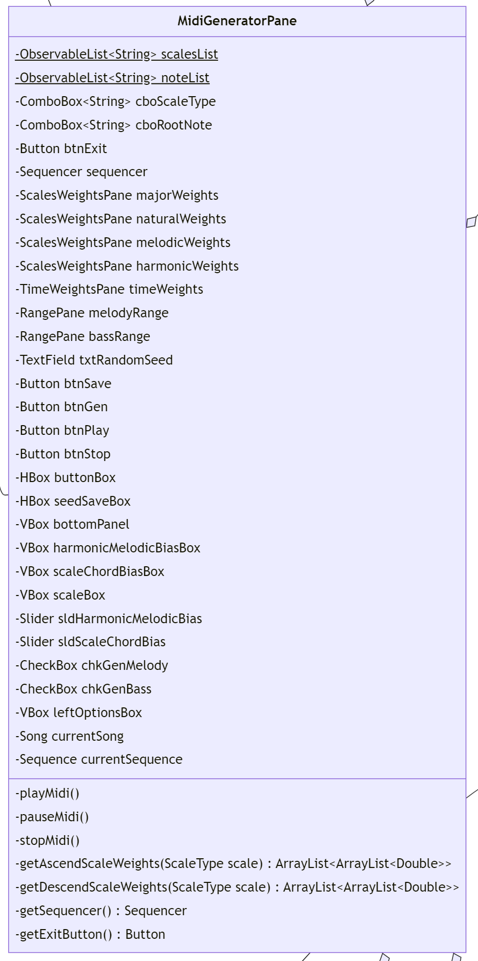 MidiGeneratorPane
-ObservableList<String> scalesList
-ObservableList<String> noteList
-ComboBox<String> cboScaleType
-ComboBox<String> cboRootNote
-Button btnExit
-Sequencer sequencer
-ScalesWeightsPane majorWeights
-ScalesWeightsPane naturalWeights
-ScalesWeightsPane melodicWeights
-ScalesWeightsPane harmonicWeights
-TimeWeightsPane timeWeights
-RangePane melodyRange
-RangePane bassRange
-TextField txtRandomSeed
-Button btnSave
-Button btnGen
-Button btnPlay
-Button btnStop
-HBox buttonBox
-HBox seedSaveBox
-VBox bottomPanel
-VBox harmonicMelodicBiasBox
-VBox scaleChordBiasBox
-VBox scaleBox
-Slider sldHarmonicMelodicBias
-Slider sldScaleChordBias
-CheckBox chkGenMelody
-CheckBox chkGenBass
-VBox leftOptionsBox
-Song currentSong
-Sequence currentSequence
-playMidi()
-pauseMidi()
-stopMidi()
-getAscendScaleWeights(ScaleType scale) : ArrayList<ArrayList<Double>>
-getDescendScaleWeights(ScaleType scale) : ArrayList<ArrayList<Double>>
-getSequencer() : Sequencer
-getExitButton() : Button